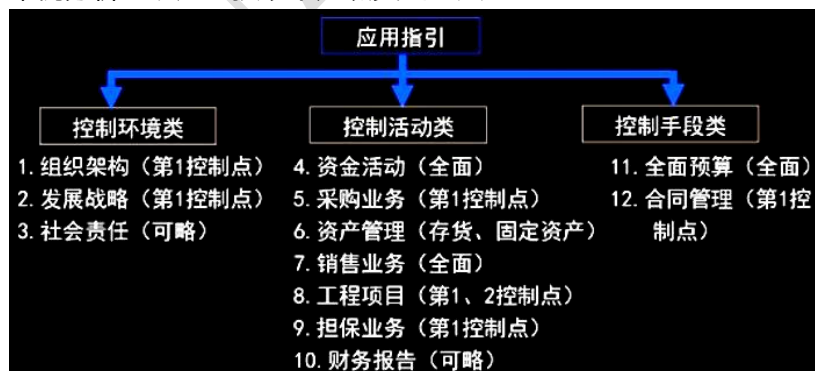 应用指引
控制环境类
1. 组织架构（第1控制点）
2. 发展战略（第1控制点）
3. 社会责任（可略）
控制活动类
4. 资金活动（全面）
5. 采购业务（第1控制点）
6. 资产管理（存货、固定资产）
7. 销售业务（全面）
8. 工程项目（第1、2控制点）
9. 担保业务（第1控制点）
10. 财务报告（可略）
控制手段类
11. 全面预算（全面）
12. 合同管理（第1控
制点）